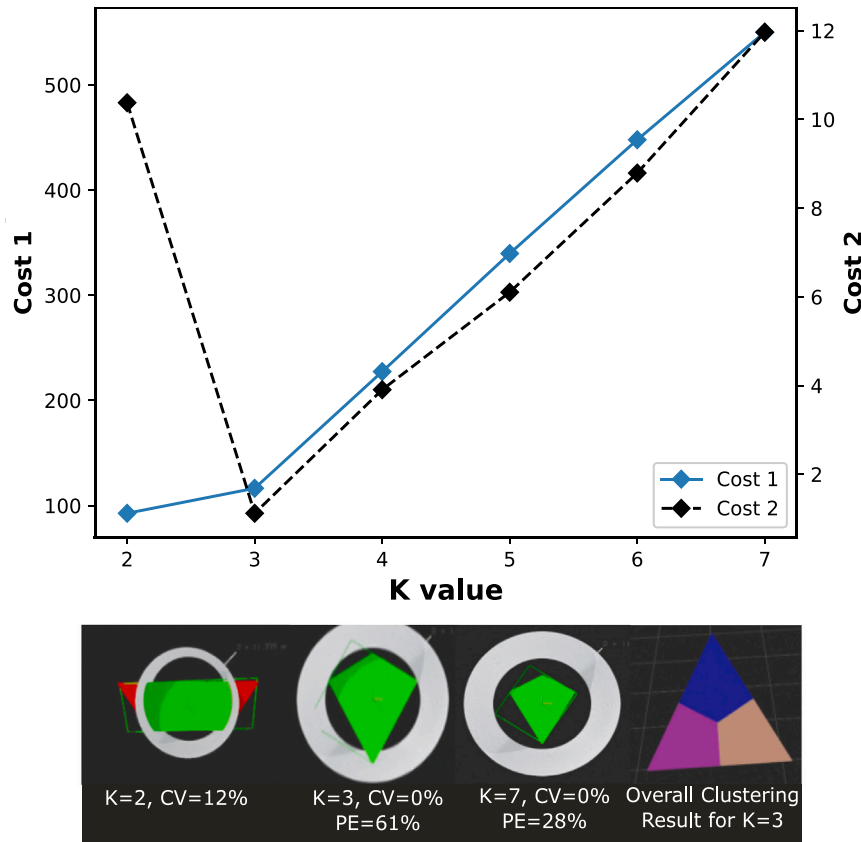 500
400
300
200
100
Cost 1
12
10
8
6
4
2
Cost 2
Cost 1
Cost 2
2 3 4 5 6 7
K value
K=2, CV=12%
K=3, CV=0%
PE=61%
K=7, CV=0%
PE=28%
Overall Clustering
Result for K=3